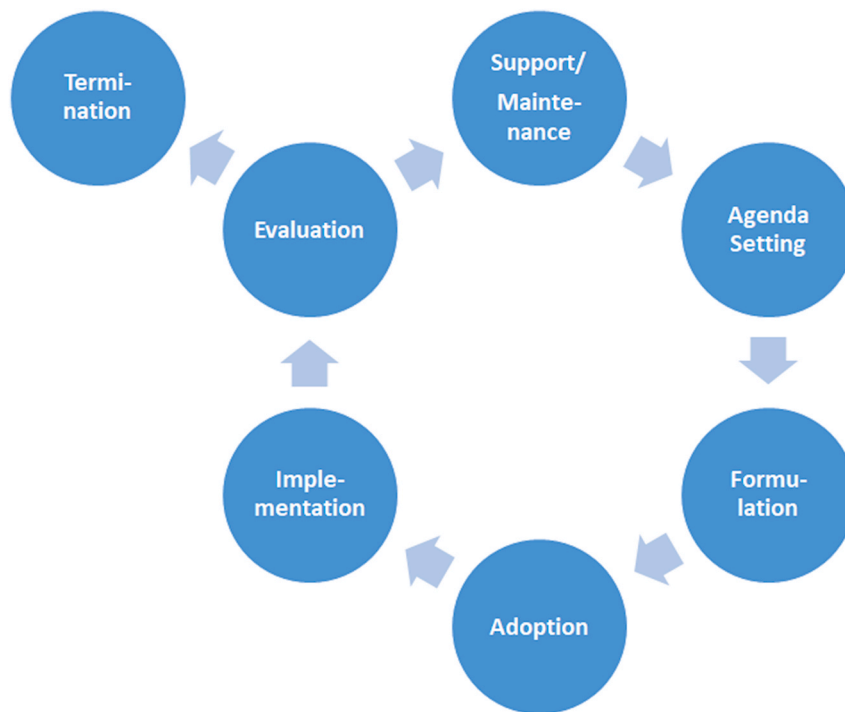 Termi-
nation
Support/
Mainte-
nance
Evaluation
Agenda
Setting
Imple-
mentation
Formu-
lation
Adoption